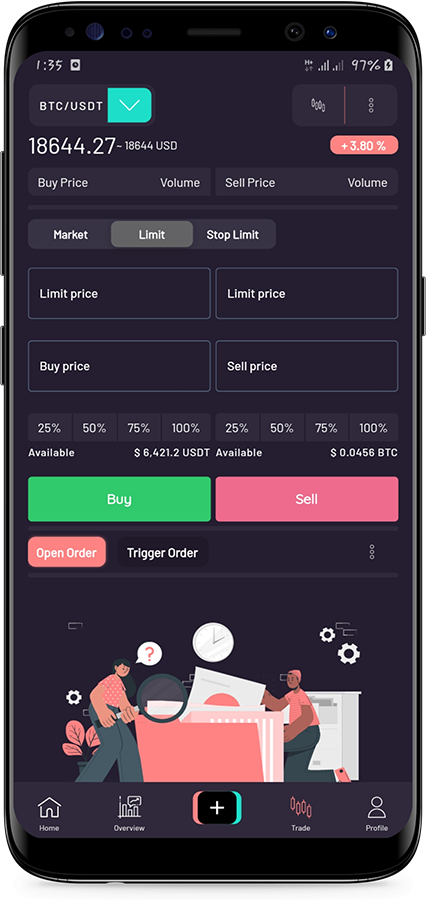 1:35 H+ 97%
BTC/USDT
18644.27 ~ 18644 USD + 3.80 %
Buy Price Volume Sell Price Volume
Market Limit Stop Limit
Limit price Limit price
Buy price Sell price
25% 50% 75% 100% 25% 50% 75% 100%
Available $ 6,421.2 USDT Available $ 0.0456 BTC
Buy Sell
Open Order Trigger Order
?
Home Overview + Trade Profile